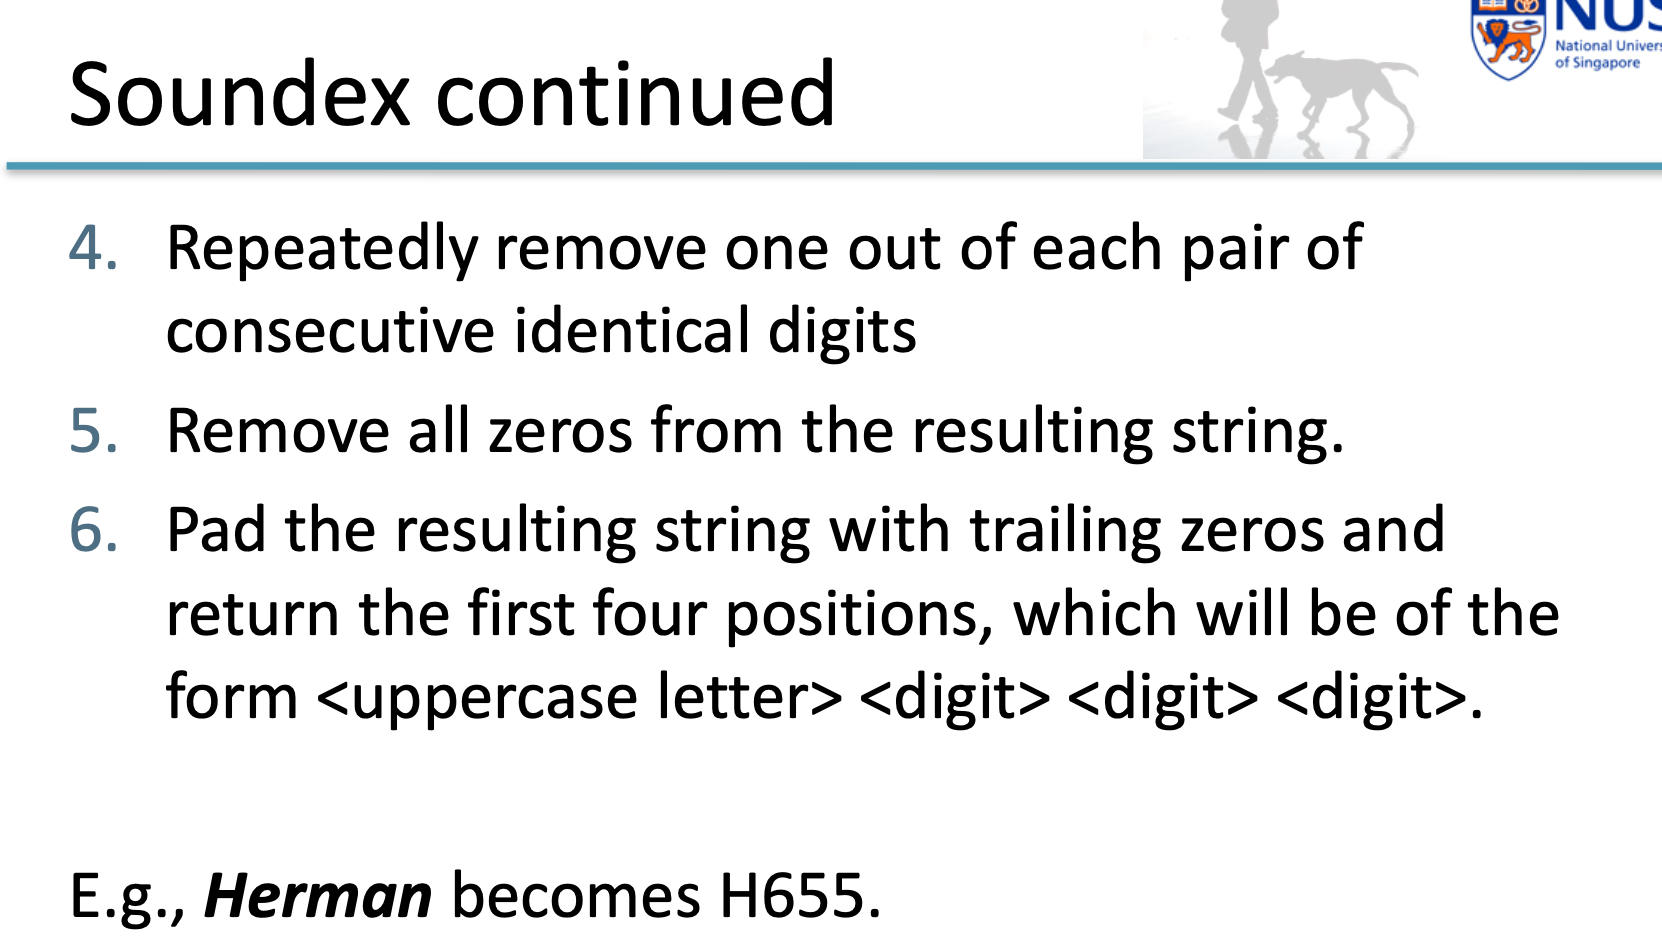 Soundex continued
National Univers
of Singapore
4. Repeatedly remove one out of each pair of
consecutive identical digits
5. Remove all zeros from the resulting string.
6. Pad the resulting string with trailing zeros and
return the first four positions, which will be of the
form <uppercase letter> <digit> <digit> <digit>.
E.g., Herman becomes H655.